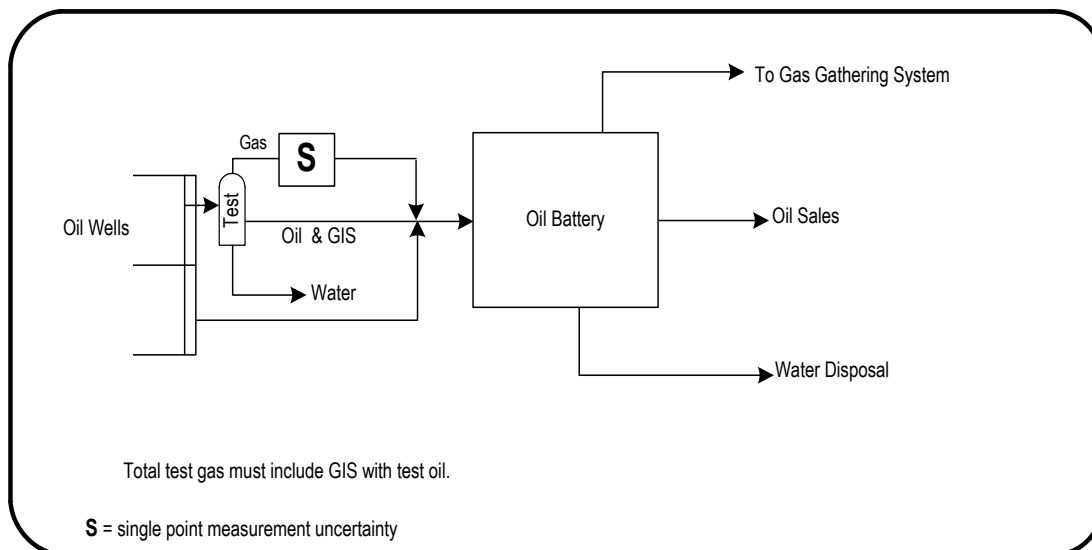 To Gas Gathering System
Gas
S
Test
Oil Wells
Oil & GIS
Water
Oil Battery
Oil Sales
Water Disposal
Total test gas must include GIS with test oil.
S = single point measurement uncertainty